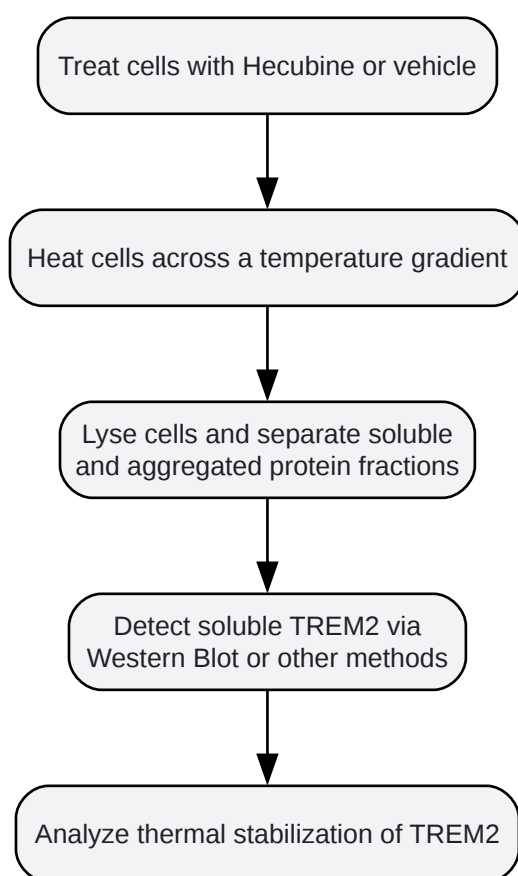 Treat cells with Hecubine or vehicle
Heat cells across a temperature gradient
Lyse cells and separate soluble
and aggregated protein fractions
Detect soluble TREM2 via
Western Blot or other methods
Analyze thermal stabilization of TREM2